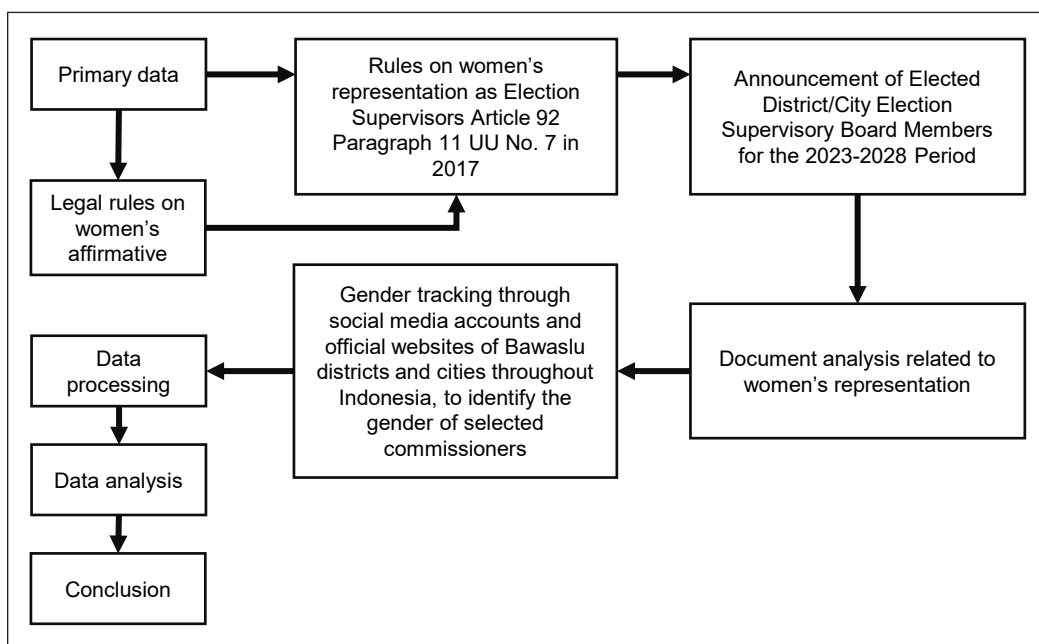 Primary data
Rules on women's
representation as Election
Supervisors Article 92
Paragraph 11 UU No. 7 in
2017
Announcement of Elected
District/City Election
Supervisory Board Members
for the 2023-2028 Period
Legal rules on
women's
affirmative
Gender tracking through
social media accounts and
official websites of Bawaslu
districts and cities throughout
Indonesia, to identify the
gender of selected
commissioners
Document analysis related to
women's representation
Data
processing
Data analysis
Conclusion